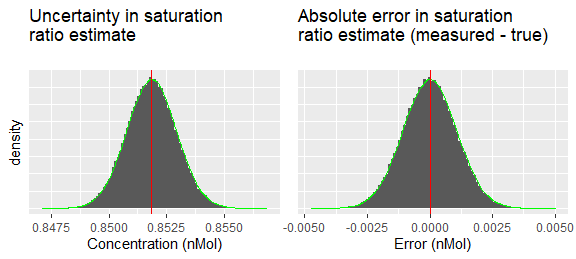 Uncertainty in saturation
ratio estimate
Absolute error in saturation
ratio estimate (measured - true)
density
0.8475 0.8500 0.8525 0.8550
Concentration (nMol)
-0.0050 -0.0025 0.0000 0.0025 0.0050
Error (nMol)